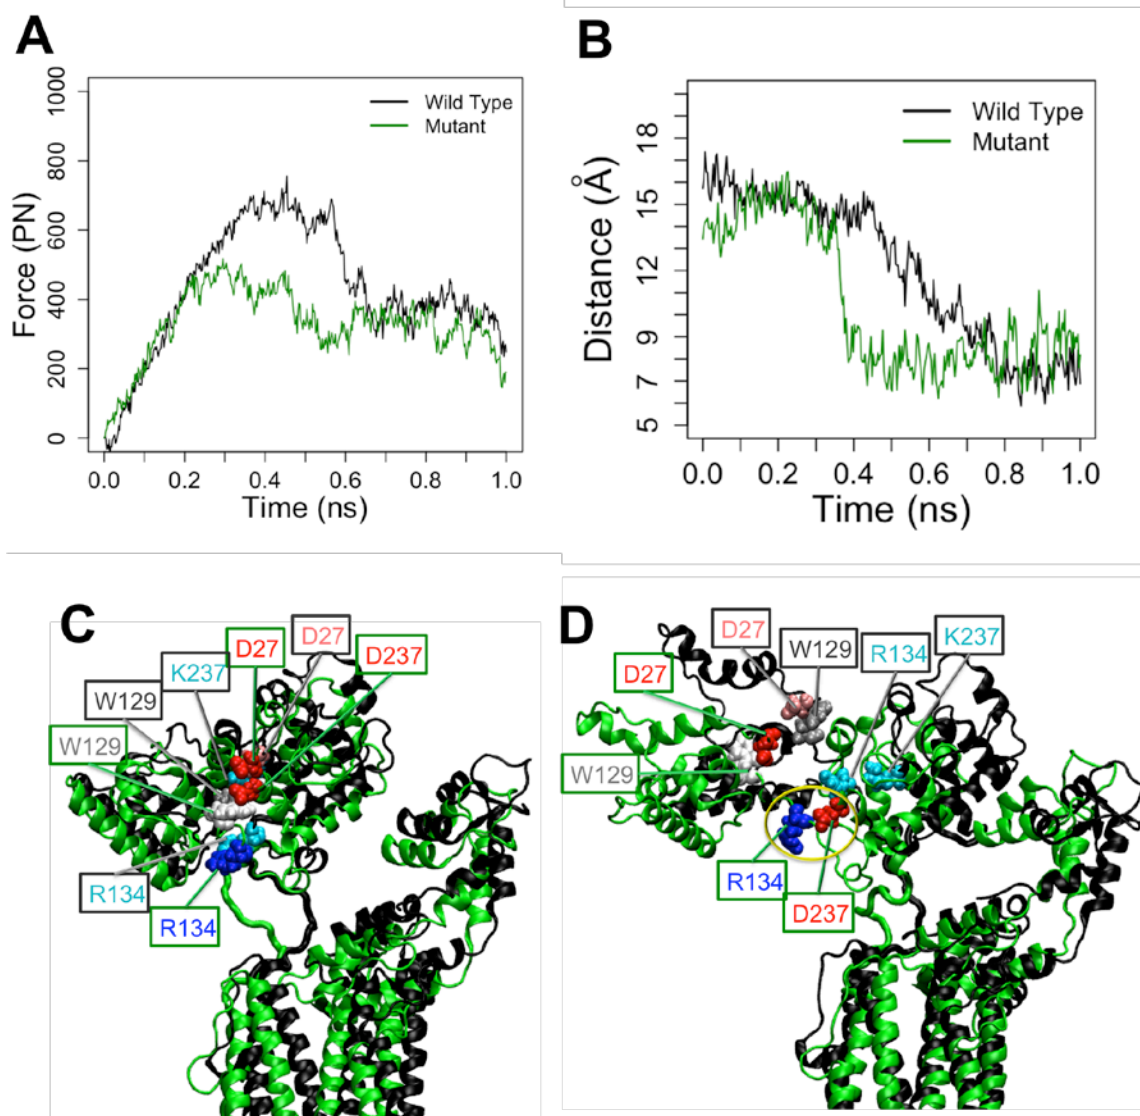 A
B
Force (PN)
1000
800
600
400
200
0
Wild Type
Mutant
0.0 0.2 0.4 0.6 0.8 1.0
Time (ns)
Distance (Å)
18
15
12
9
7
5
Wild Type
Mutant
0.0 0.2 0.4 0.6 0.8 1.0
Time (ns)
C
D27
D27
K237
D237
W129
W129
R134
R134
D
D27
W129
R134
K237
D27
W129
R134
D237